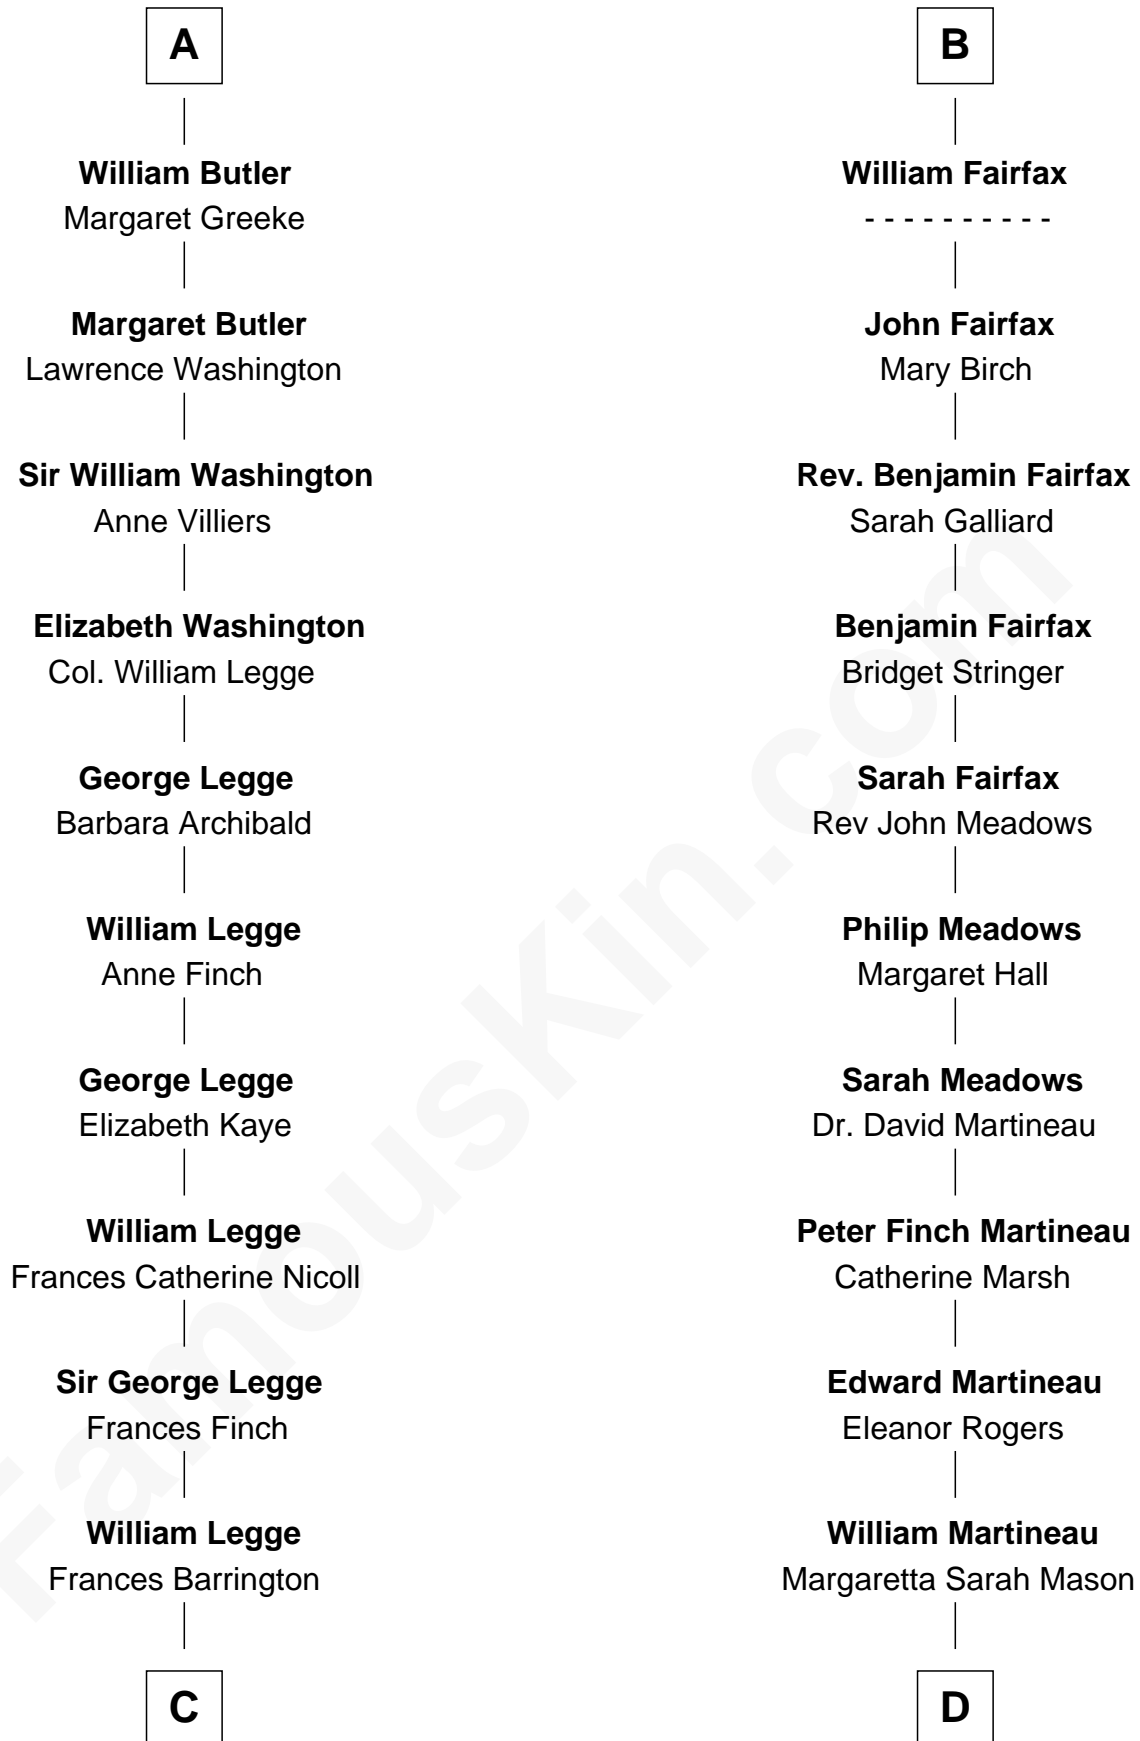 A
William Butler
Margaret Greeke
Margaret Butler
Lawrence Washington
Sir William Washington
Anne Villiers
Elizabeth Washington
Col. William Legge
George Legge
Barbara Archibald
William Legge
Anne Finch
George Legge
Elizabeth Kaye
William Legge
Frances Catherine Nicoll
Sir George Legge
Frances Finch
William Legge
Frances Barrington
C
B
William Fairfax
- - - - - - - - - -
John Fairfax
Mary Birch
Rev. Benjamin Fairfax
Sarah Galliard
Benjamin Fairfax
Bridget Stringer
Sarah Fairfax
Rev John Meadows
Philip Meadows
Margaret Hall
Sarah Meadows
Dr. David Martineau
Peter Finch Martineau
Catherine Marsh
Edward Martineau
Eleanor Rogers
William Martineau
Margaretta Sarah Mason
D
FamousKin.com